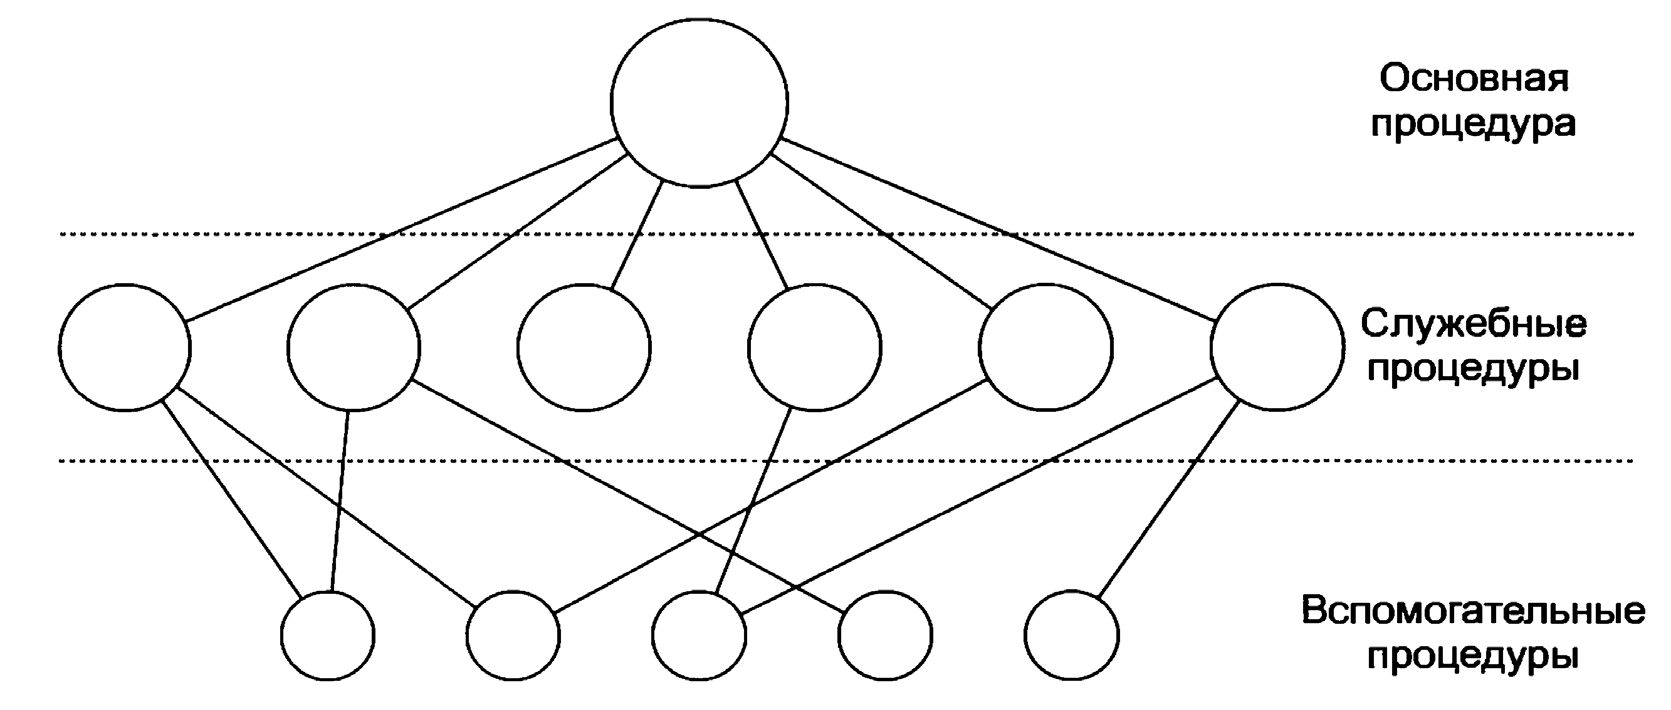 Основная
процедура
Служебные
процедуры
Вспомогательные
процедуры